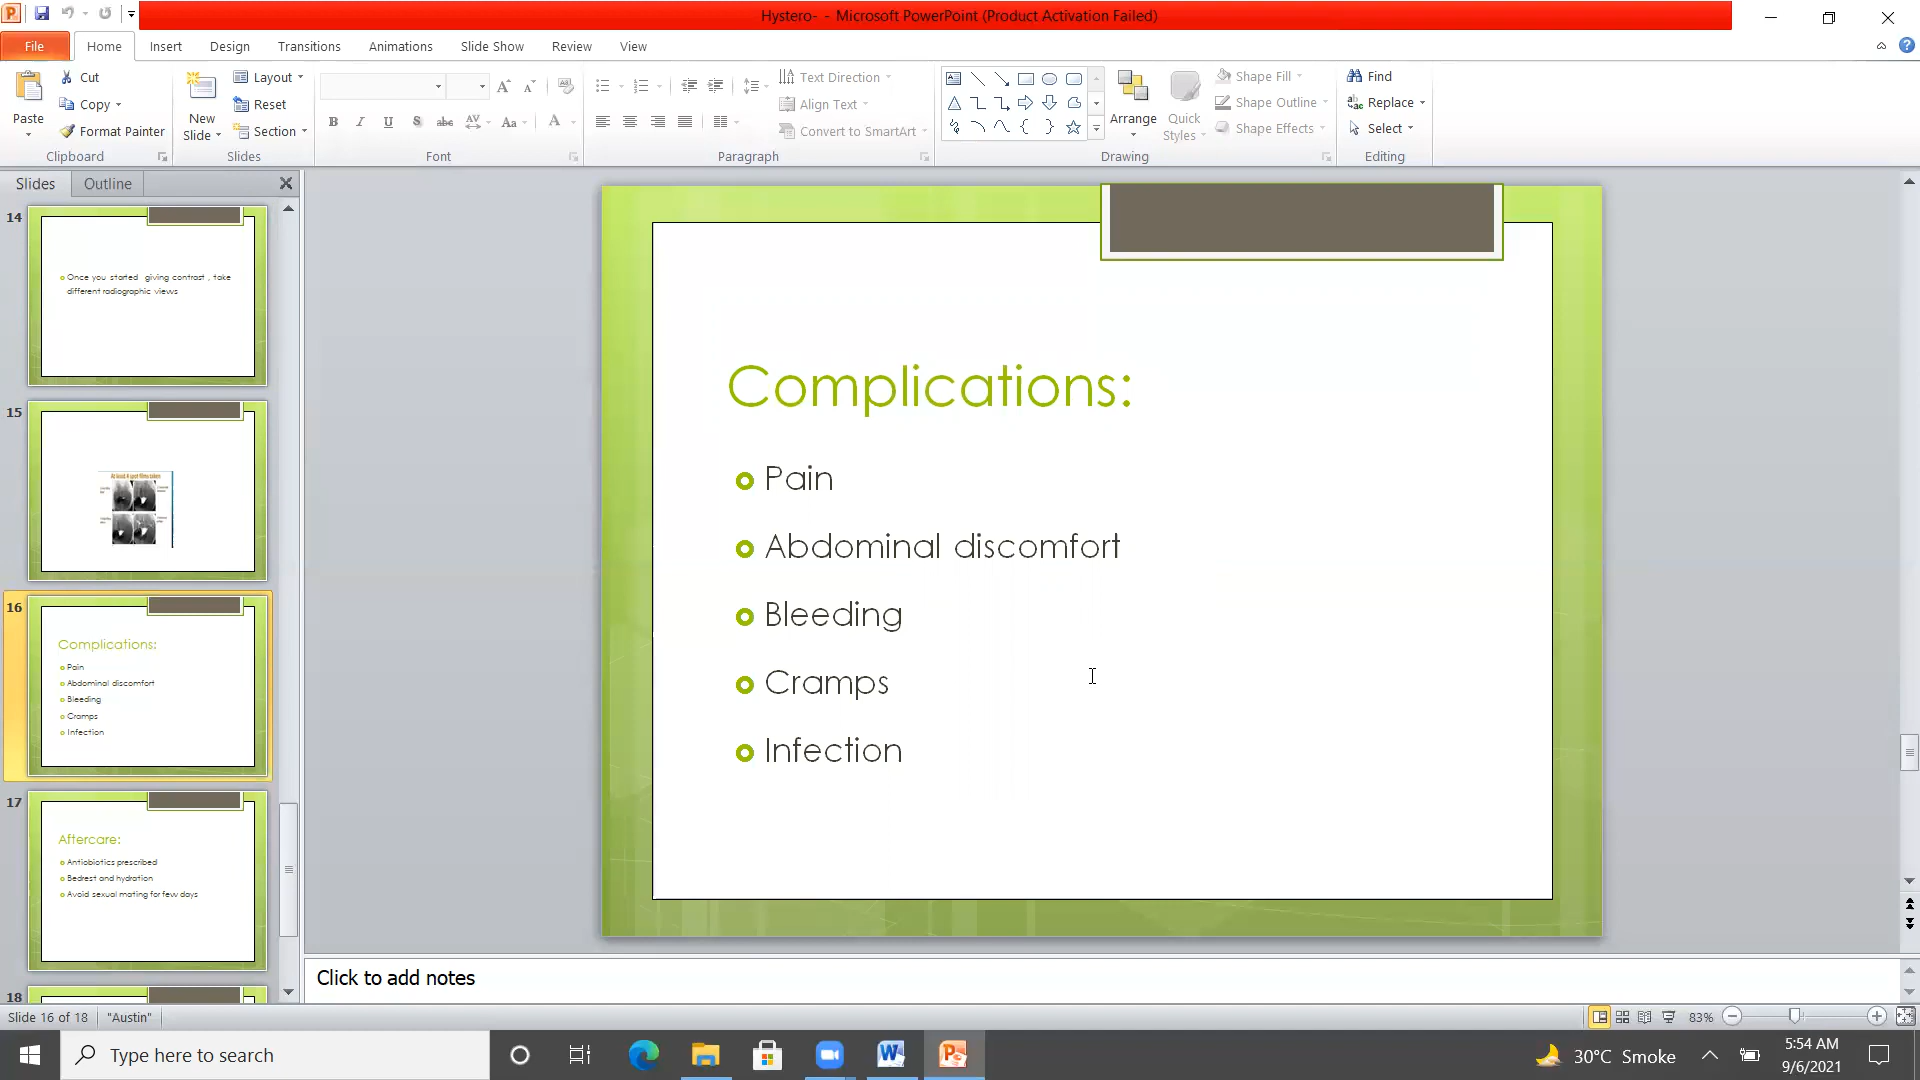 Hystero- - Microsoft PowerPoint (Product Activation Failed)
File Home Insert Design Transitions Animations Slide Show Review View
Paste
Cut
Copy
Format Painter
Clipboard
New Slide
Layout
Reset
Section
Slides
B I U S abc AV Aa A
Font
Text Direction
Align Text
Convert to SmartArt
Paragraph
Arrange
Quick Styles
Shape Fill
Shape Outline
Shape Effects
Drawing
Find
Replace
Select
Editing
Slides Outline
14
Once you started giving contrast , take
different radiographic views
15
At least 4 spot films taken
16
Complications:
Pain
Abdominal discomfort
Bleeding
Cramps
Infection
17
Aftercare:
Antiobiotics prescribed
Bedrest and hydration
Avoid sexual mating for few days
18
Complications:
Pain
Abdominal discomfort
Bleeding
Cramps
Infection
Click to add notes
Slide 16 of 18 "Austin" 83%
Type here to search
30°C Smoke
5:54 AM
9/6/2021